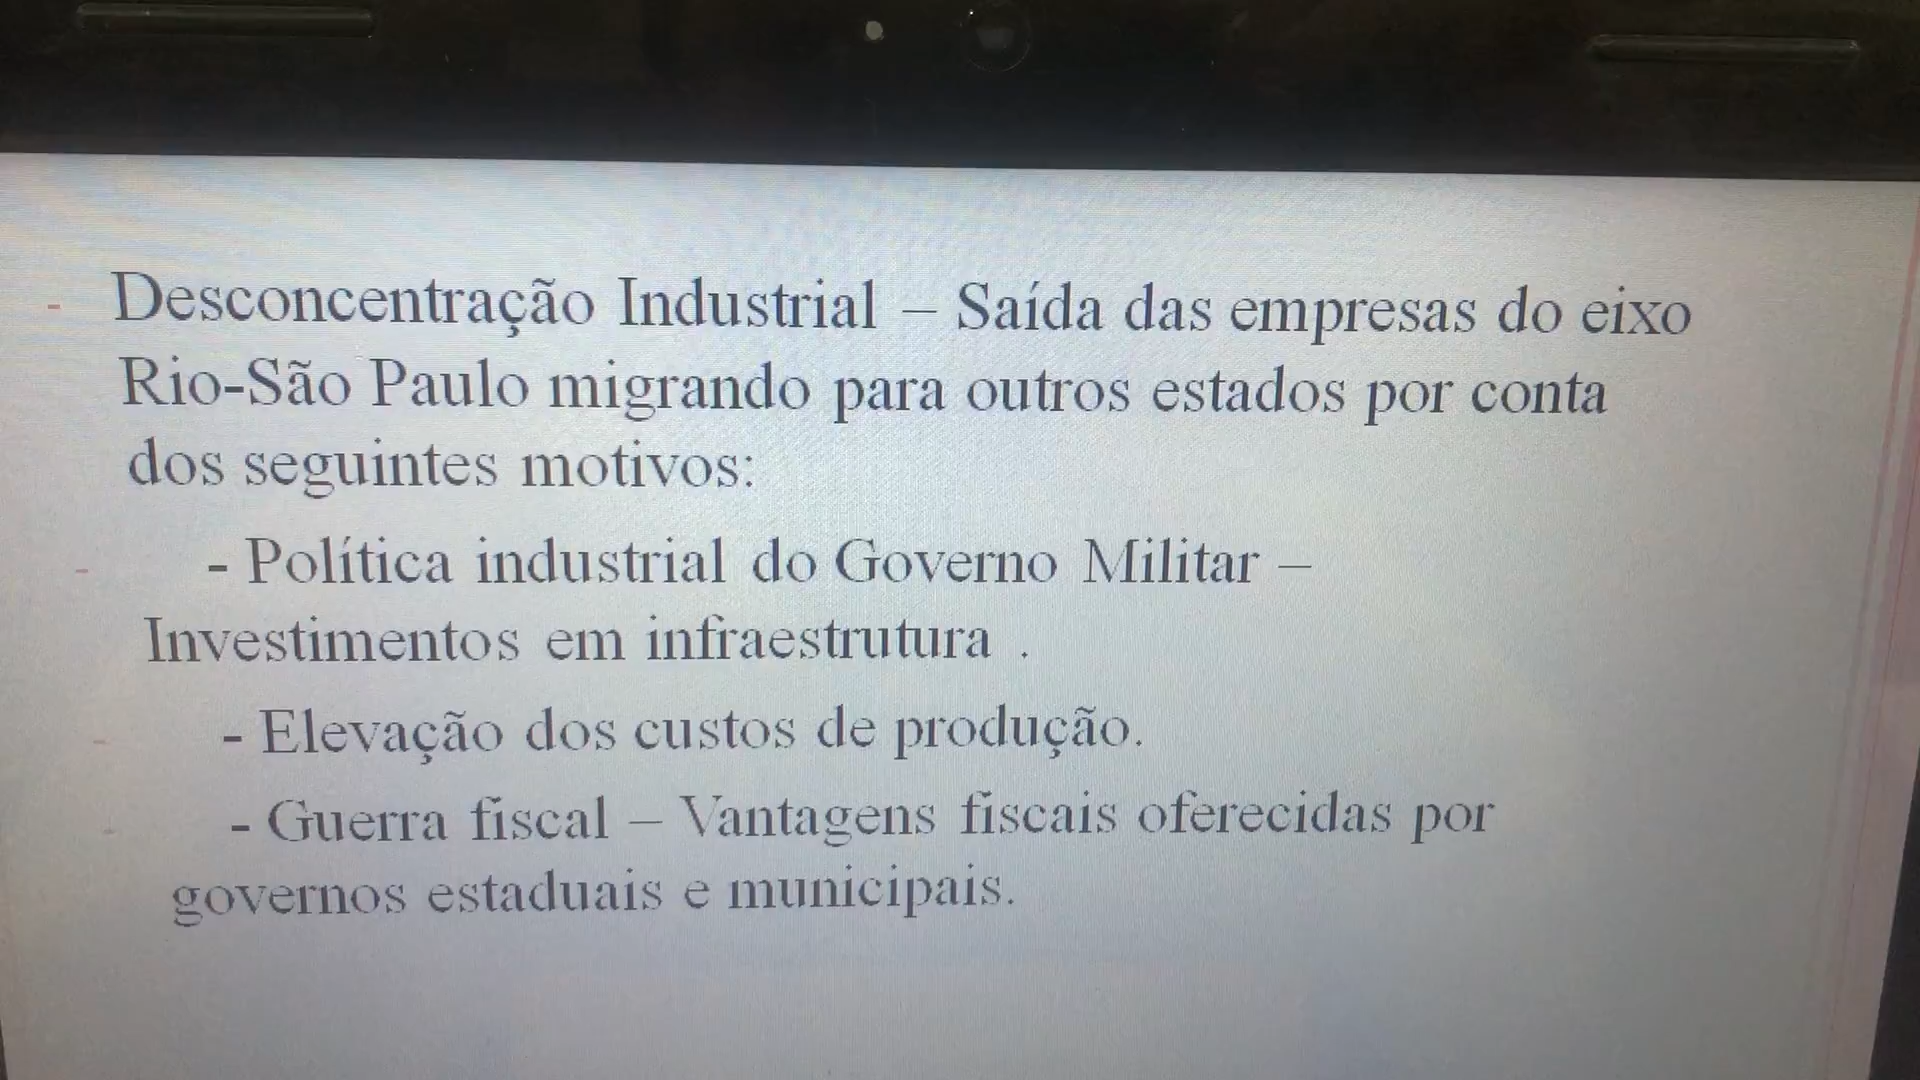 - Desconcentração Industrial – Saída das empresas do eixo
Rio-São Paulo migrando para outros estados por conta
dos seguintes motivos:
- Política industrial do Governo Militar –
Investimentos em infraestrutura .
- Elevação dos custos de produção.
- Guerra fiscal – Vantagens fiscais oferecidas por
governos estaduais e municipais.